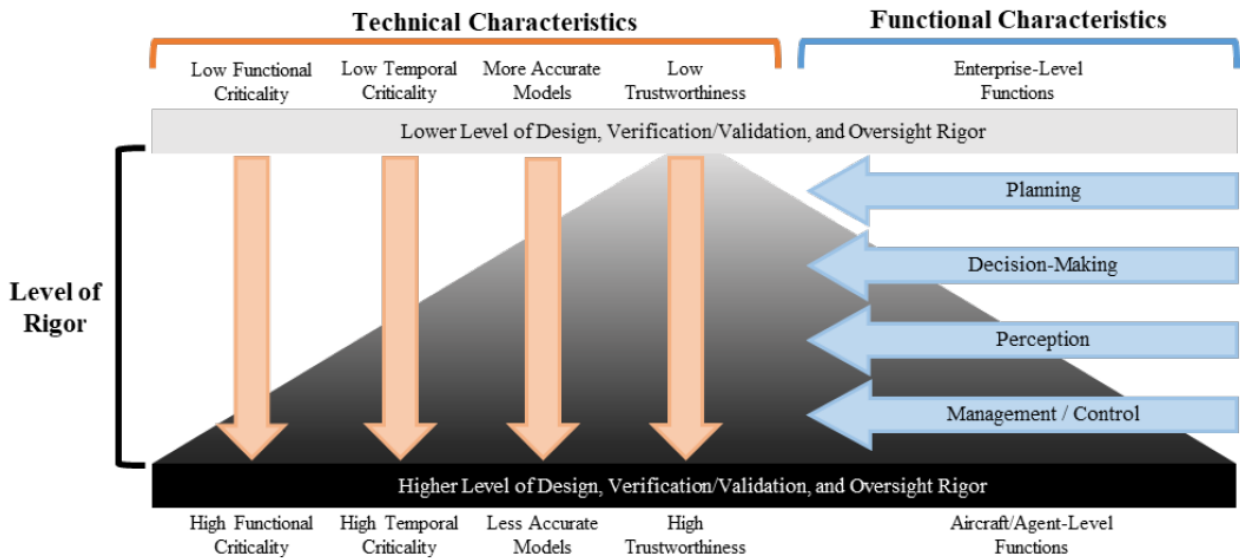 Technical Characteristics
Functional Characteristics
Low Functional
Criticality
Low Temporal
Criticality
More Accurate
Models
Low
Trustworthiness
Enterprise-Level
Functions
Lower Level of Design, Verification/Validation, and Oversight Rigor
Level of
Rigor
Planning
Decision-Making
Perception
Management / Control
Higher Level of Design, Verification/Validation, and Oversight Rigor
High Functional
Criticality
High Temporal
Criticality
Less Accurate
Models
High
Trustworthiness
Aircraft/Agent-Level
Functions